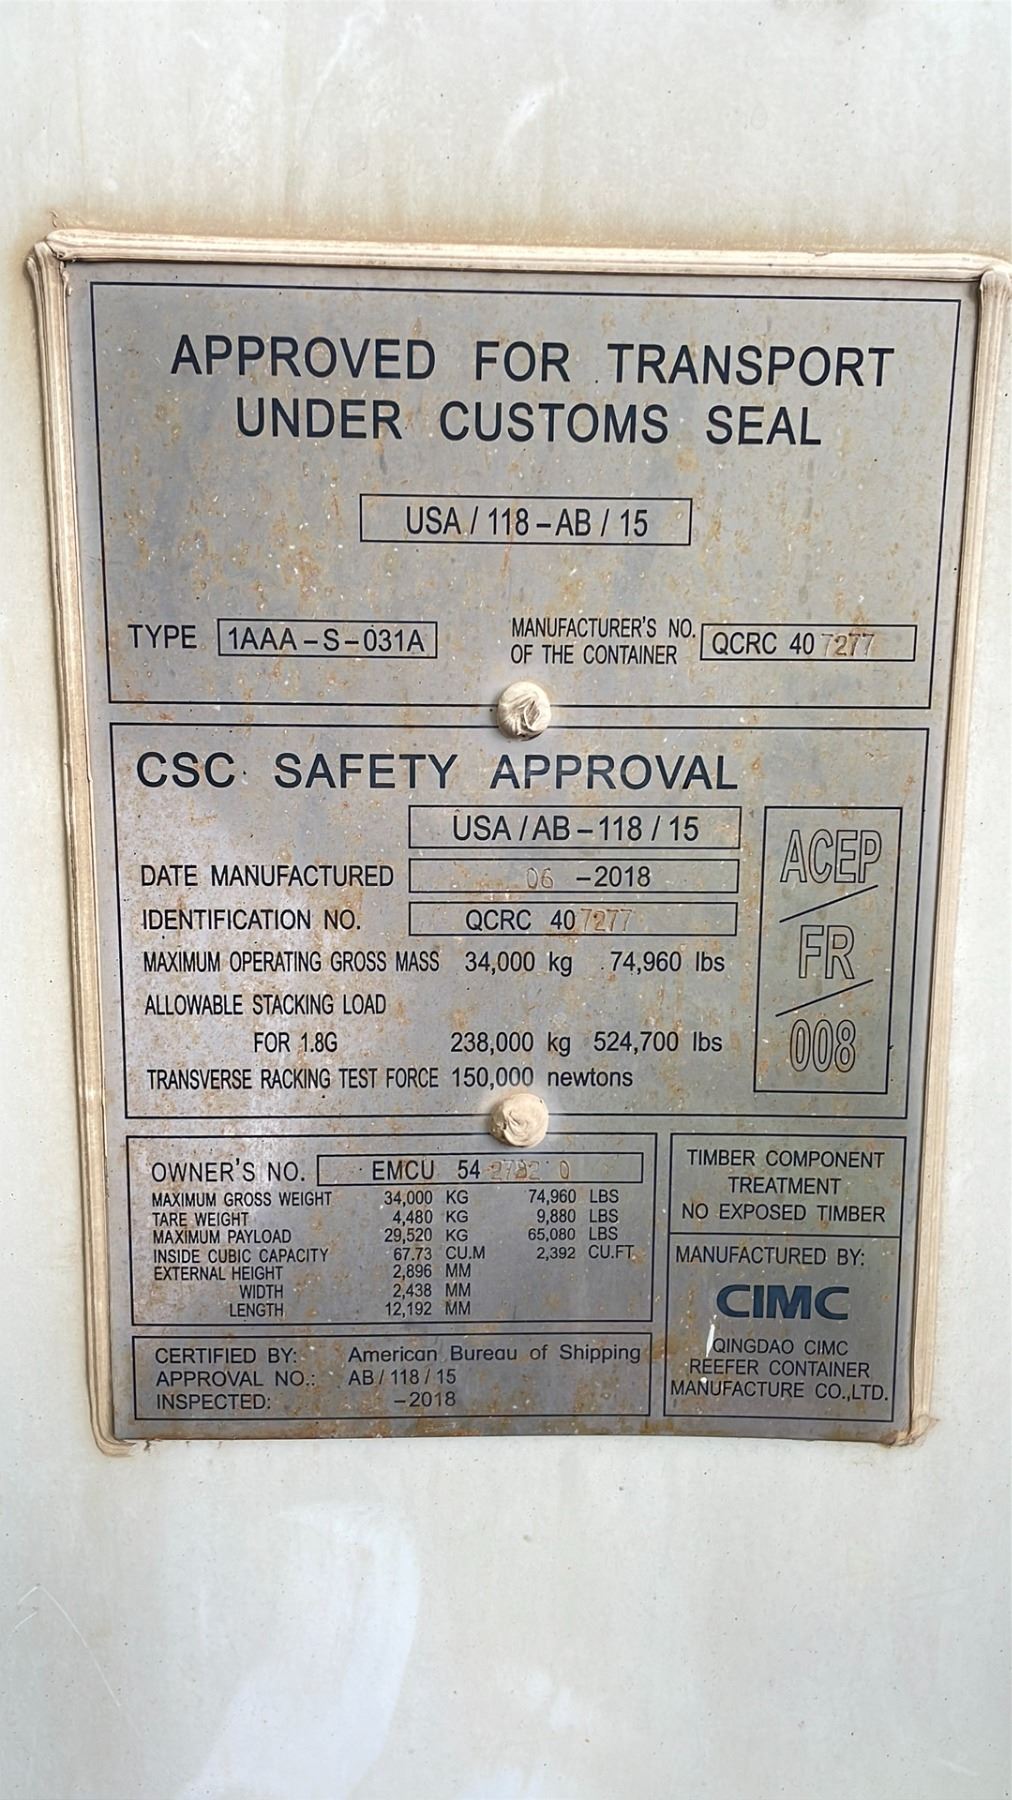 APPROVED FOR TRANSPORT
UNDER CUSTOMS SEAL
USA / 118 – AB / 15
TYPE 1AAA – S – 031A
MANUFACTURER'S NO.
OF THE CONTAINER
QCRC 40 7277
CSC SAFETY APPROVAL
USA / AB – 118 / 15
DATE MANUFACTURED 06 –2018
IDENTIFICATION NO. QCRC 40 7277
MAXIMUM OPERATING GROSS MASS 34,000 kg 74,960 lbs
ALLOWABLE STACKING LOAD
FOR 1.8G 238,000 kg 524,700 lbs
TRANSVERSE RACKING TEST FORCE 150,000 newtons
ACEP
/
FR
/
008
OWNER'S NO. EMCU 54 2782 0
MAXIMUM GROSS WEIGHT 34,000 KG 74,960 LBS
TARE WEIGHT 4,480 KG 9,880 LBS
MAXIMUM PAYLOAD 29,520 KG 65,080 LBS
INSIDE CUBIC CAPACITY 67.73 CU.M 2,392 CU.FT.
EXTERNAL HEIGHT 2,896 MM
WIDTH 2,438 MM
LENGTH 12,192 MM
CERTIFIED BY: American Bureau of Shipping
APPROVAL NO.: AB / 118 / 15
INSPECTED: –2018
TIMBER COMPONENT
TREATMENT
NO EXPOSED TIMBER
MANUFACTURED BY:
CIMC
QINGDAO CIMC
REEFER CONTAINER
MANUFACTURE CO.,LTD.